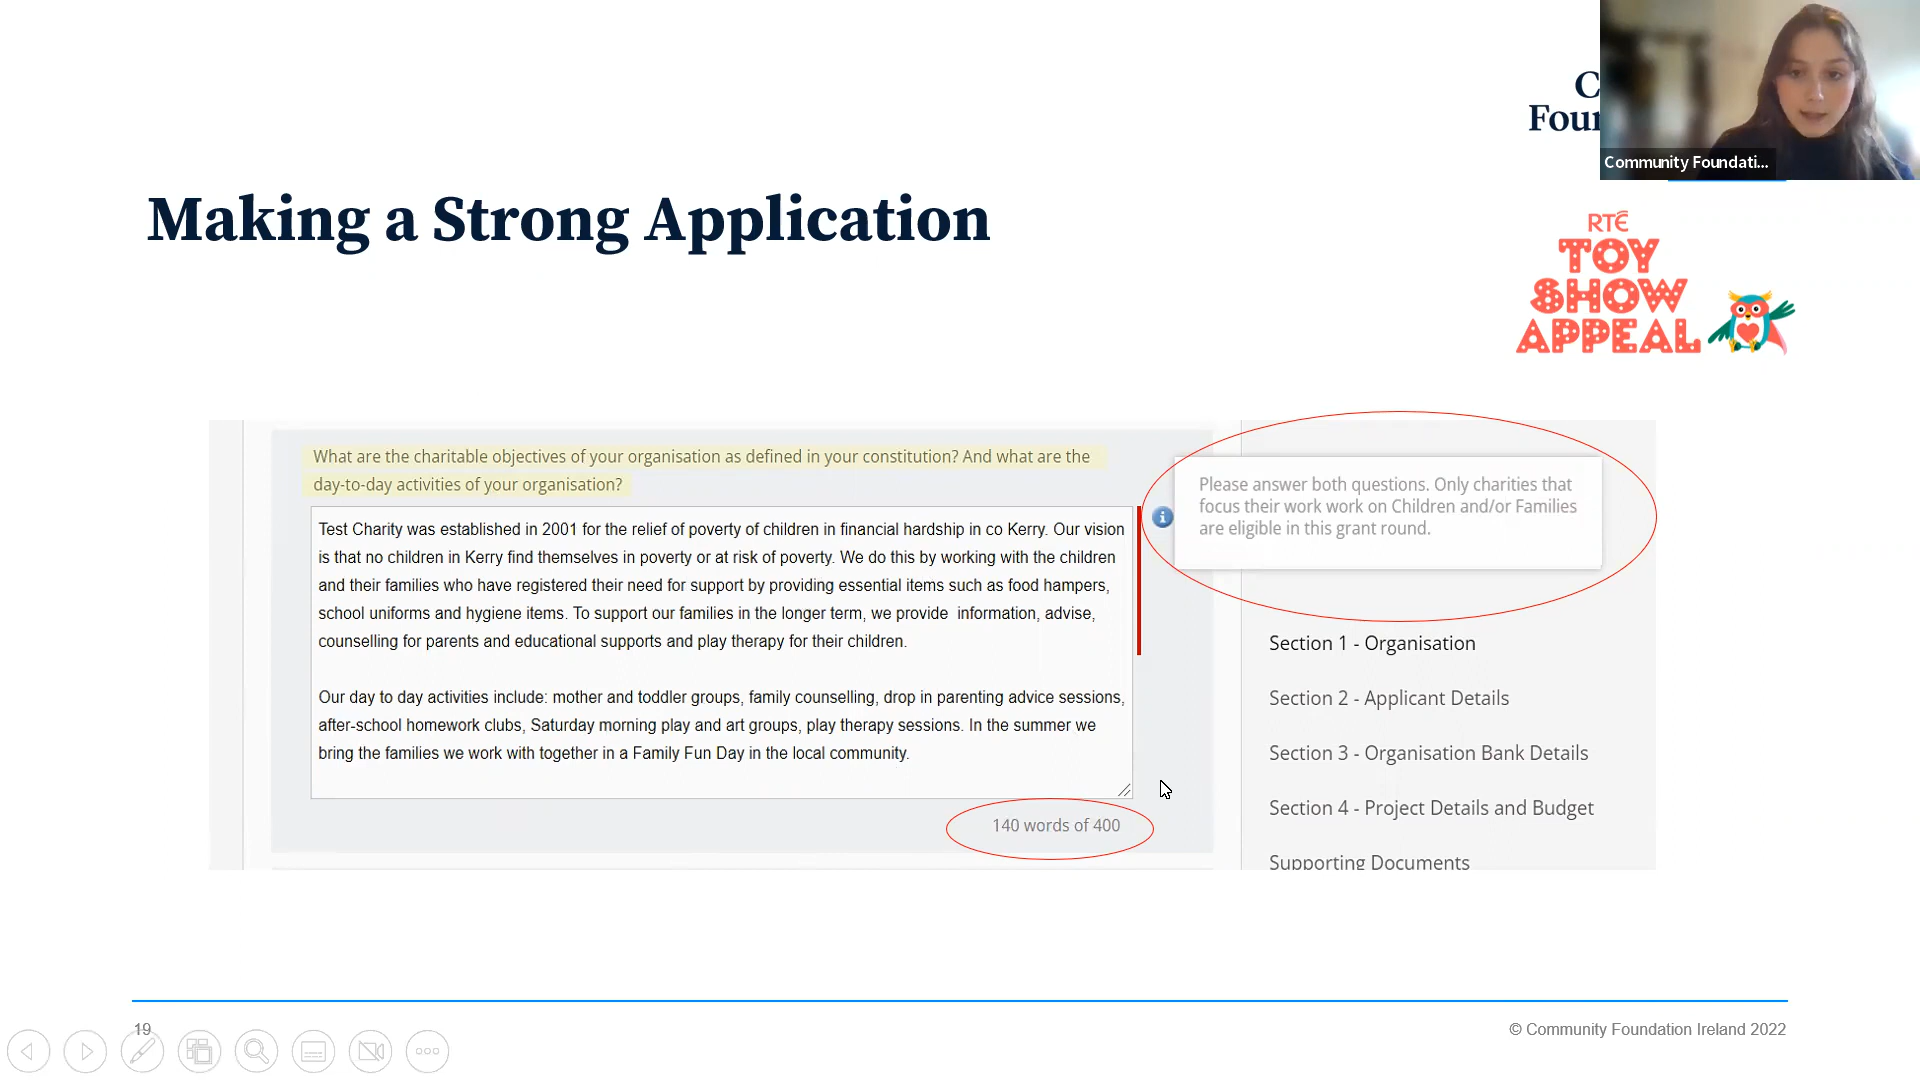 C
Four
Community Foundati...
Making a Strong Application
RTÉ
TOY
SHOW
APPEAL
What are the charitable objectives of your organisation as defined in your constitution? And what are the
day-to-day activities of your organisation?
Test Charity was established in 2001 for the relief of poverty of children in financial hardship in co Kerry. Our vision
is that no children in Kerry find themselves in poverty or at risk of poverty. We do this by working with the children
and their families who have registered their need for support by providing essential items such as food hampers,
school uniforms and hygiene items. To support our families in the longer term, we provide  information, advise,
counselling for parents and educational supports and play therapy for their children.
Our day to day activities include: mother and toddler groups, family counselling, drop in parenting advice sessions,
after-school homework clubs, Saturday morning play and art groups, play therapy sessions. In the summer we
bring the families we work with together in a Family Fun Day in the local community.
140 words of 400
Please answer both questions. Only charities that
focus their work work on Children and/or Families
are eligible in this grant round.
Section 1 - Organisation
Section 2 - Applicant Details
Section 3 - Organisation Bank Details
Section 4 - Project Details and Budget
Supporting Documents
19
© Community Foundation Ireland 2022